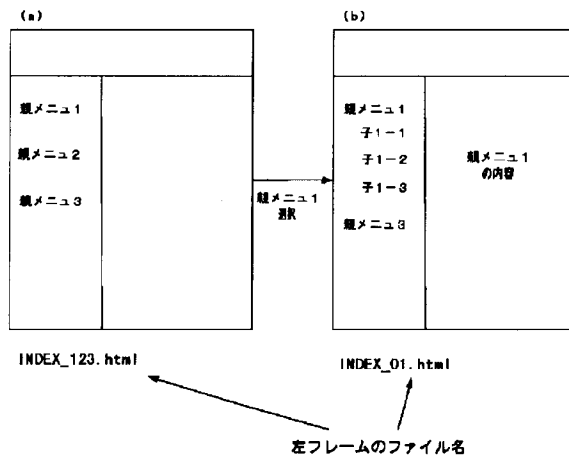 (a)
親メニュ1
親メニュ2
親メニュ3
INDEX_123.html
親メニュ1
選択
(b)
親メニュ1
子1-1
子1-2
子1-3
親メニュ3
親メニュ1
の内容
INDEX_01.html
左フレームのファイル名